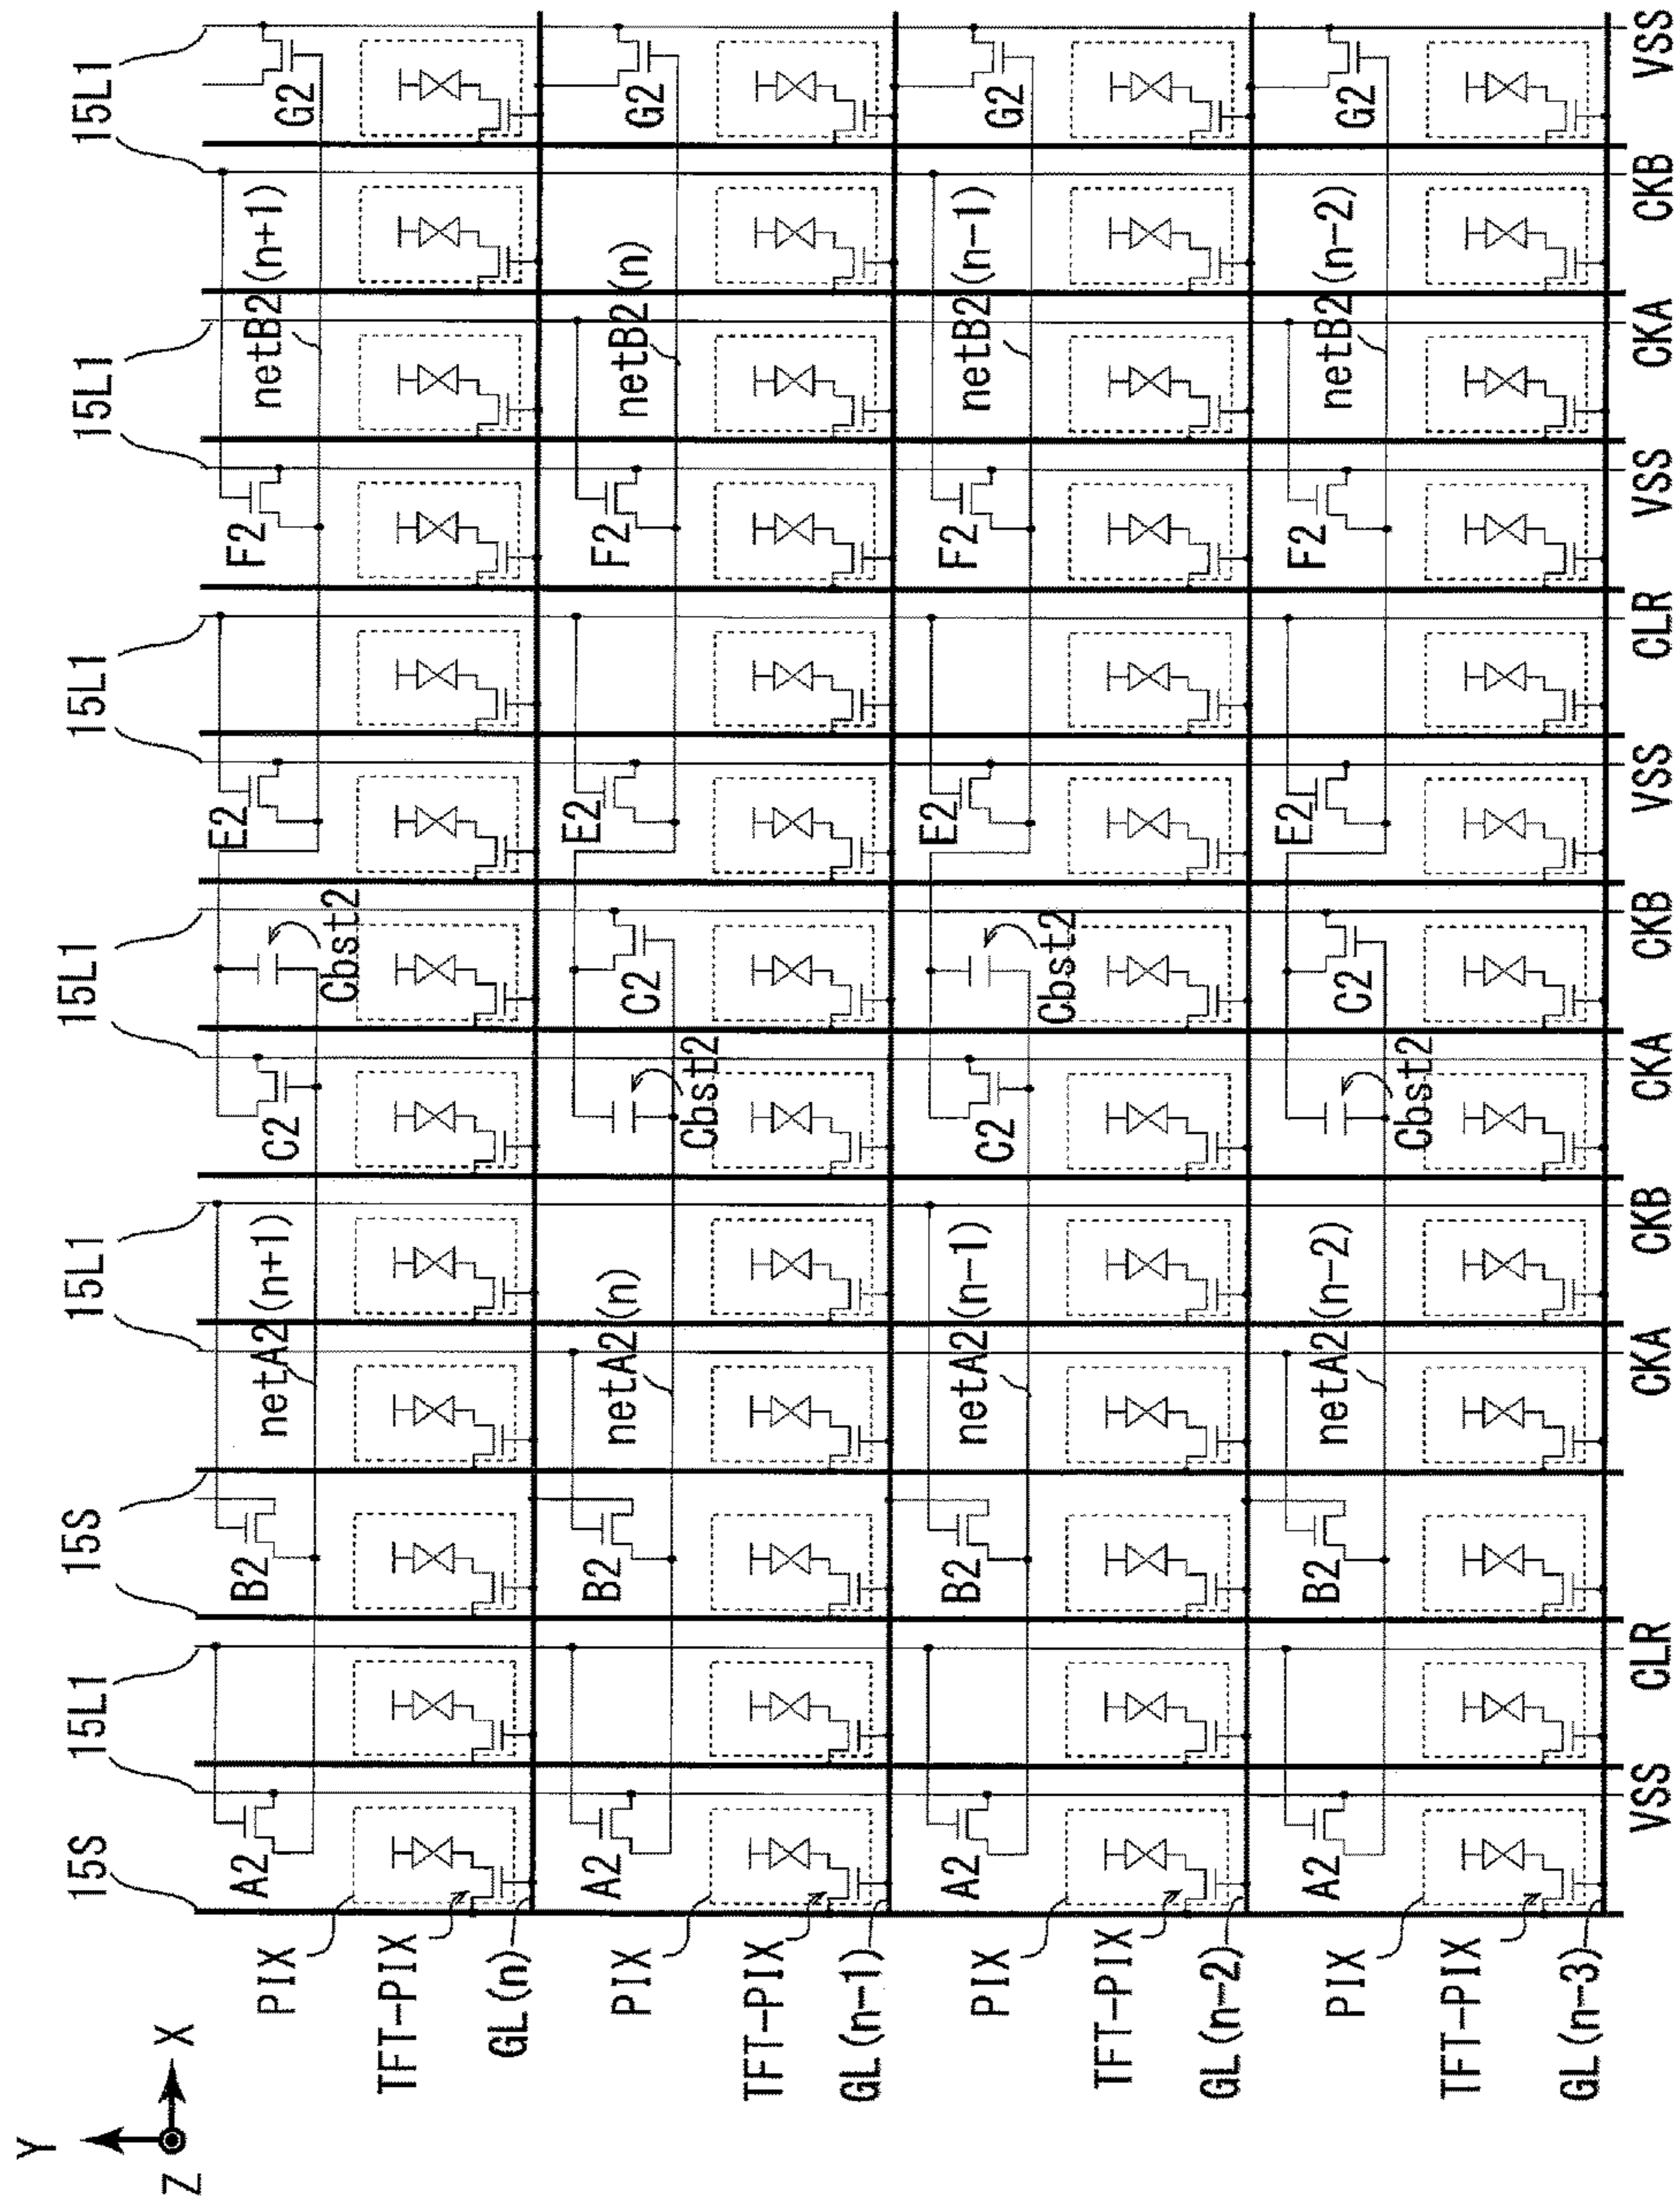 Y
Z
X
15S
15L1
15S
15L1
15L1
15L1
15L1
15L1
PIX
A2
B2
netA2(n+1)
C2
Cbst2
E2
F2
netB2(n+1)
G2
TFT-PIX
GL(n)
PIX
A2
B2
netA2(n)
Cbst2
C2
E2
F2
netB2(n)
G2
TFT-PIX
GL(n-1)
PIX
A2
B2
netA2(n-1)
C2
Cbst2
E2
F2
netB2(n-1)
G2
TFT-PIX
GL(n-2)
PIX
A2
B2
netA2(n-2)
Cbst2
C2
E2
F2
netB2(n-2)
G2
TFT-PIX
GL(n-3)
VSS
CLR
CKA
CKB
CKA
CKB
VSS
CLR
VSS
CKA
CKB
VSS